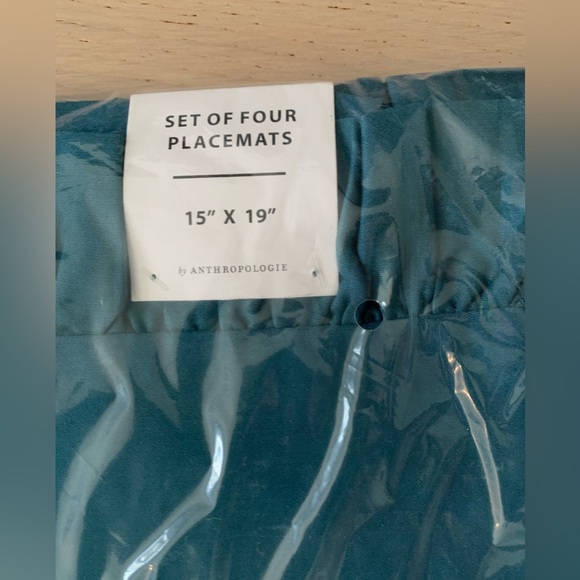 SET OF FOUR
PLACEMATS
15" X 19"
by ANTHROPOLOGIE